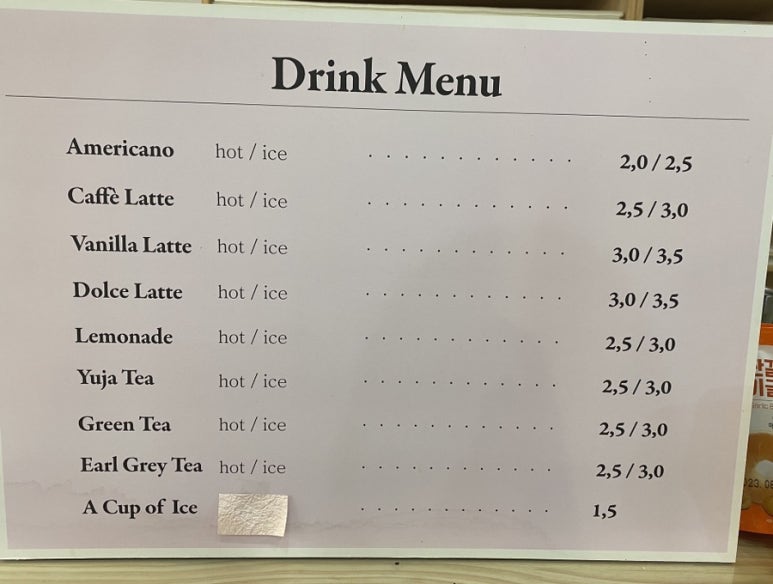 Drink Menu
Americano hot / ice . . . . . . . . . . . . 2,0 / 2,5
Caffè Latte hot / ice . . . . . . . . . . . . 2,5 / 3,0
Vanilla Latte hot / ice . . . . . . . . . . . . 3,0 / 3,5
Dolce Latte hot / ice . . . . . . . . . . . . 3,0 / 3,5
Lemonade hot / ice . . . . . . . . . . . . 2,5 / 3,0
Yuja Tea hot / ice . . . . . . . . . . . . 2,5 / 3,0
Green Tea hot / ice . . . . . . . . . . . . 2,5 / 3,0
Earl Grey Tea hot / ice . . . . . . . . . . . . 2,5 / 3,0
A Cup of Ice . . . . . . . . . . . . 1,5